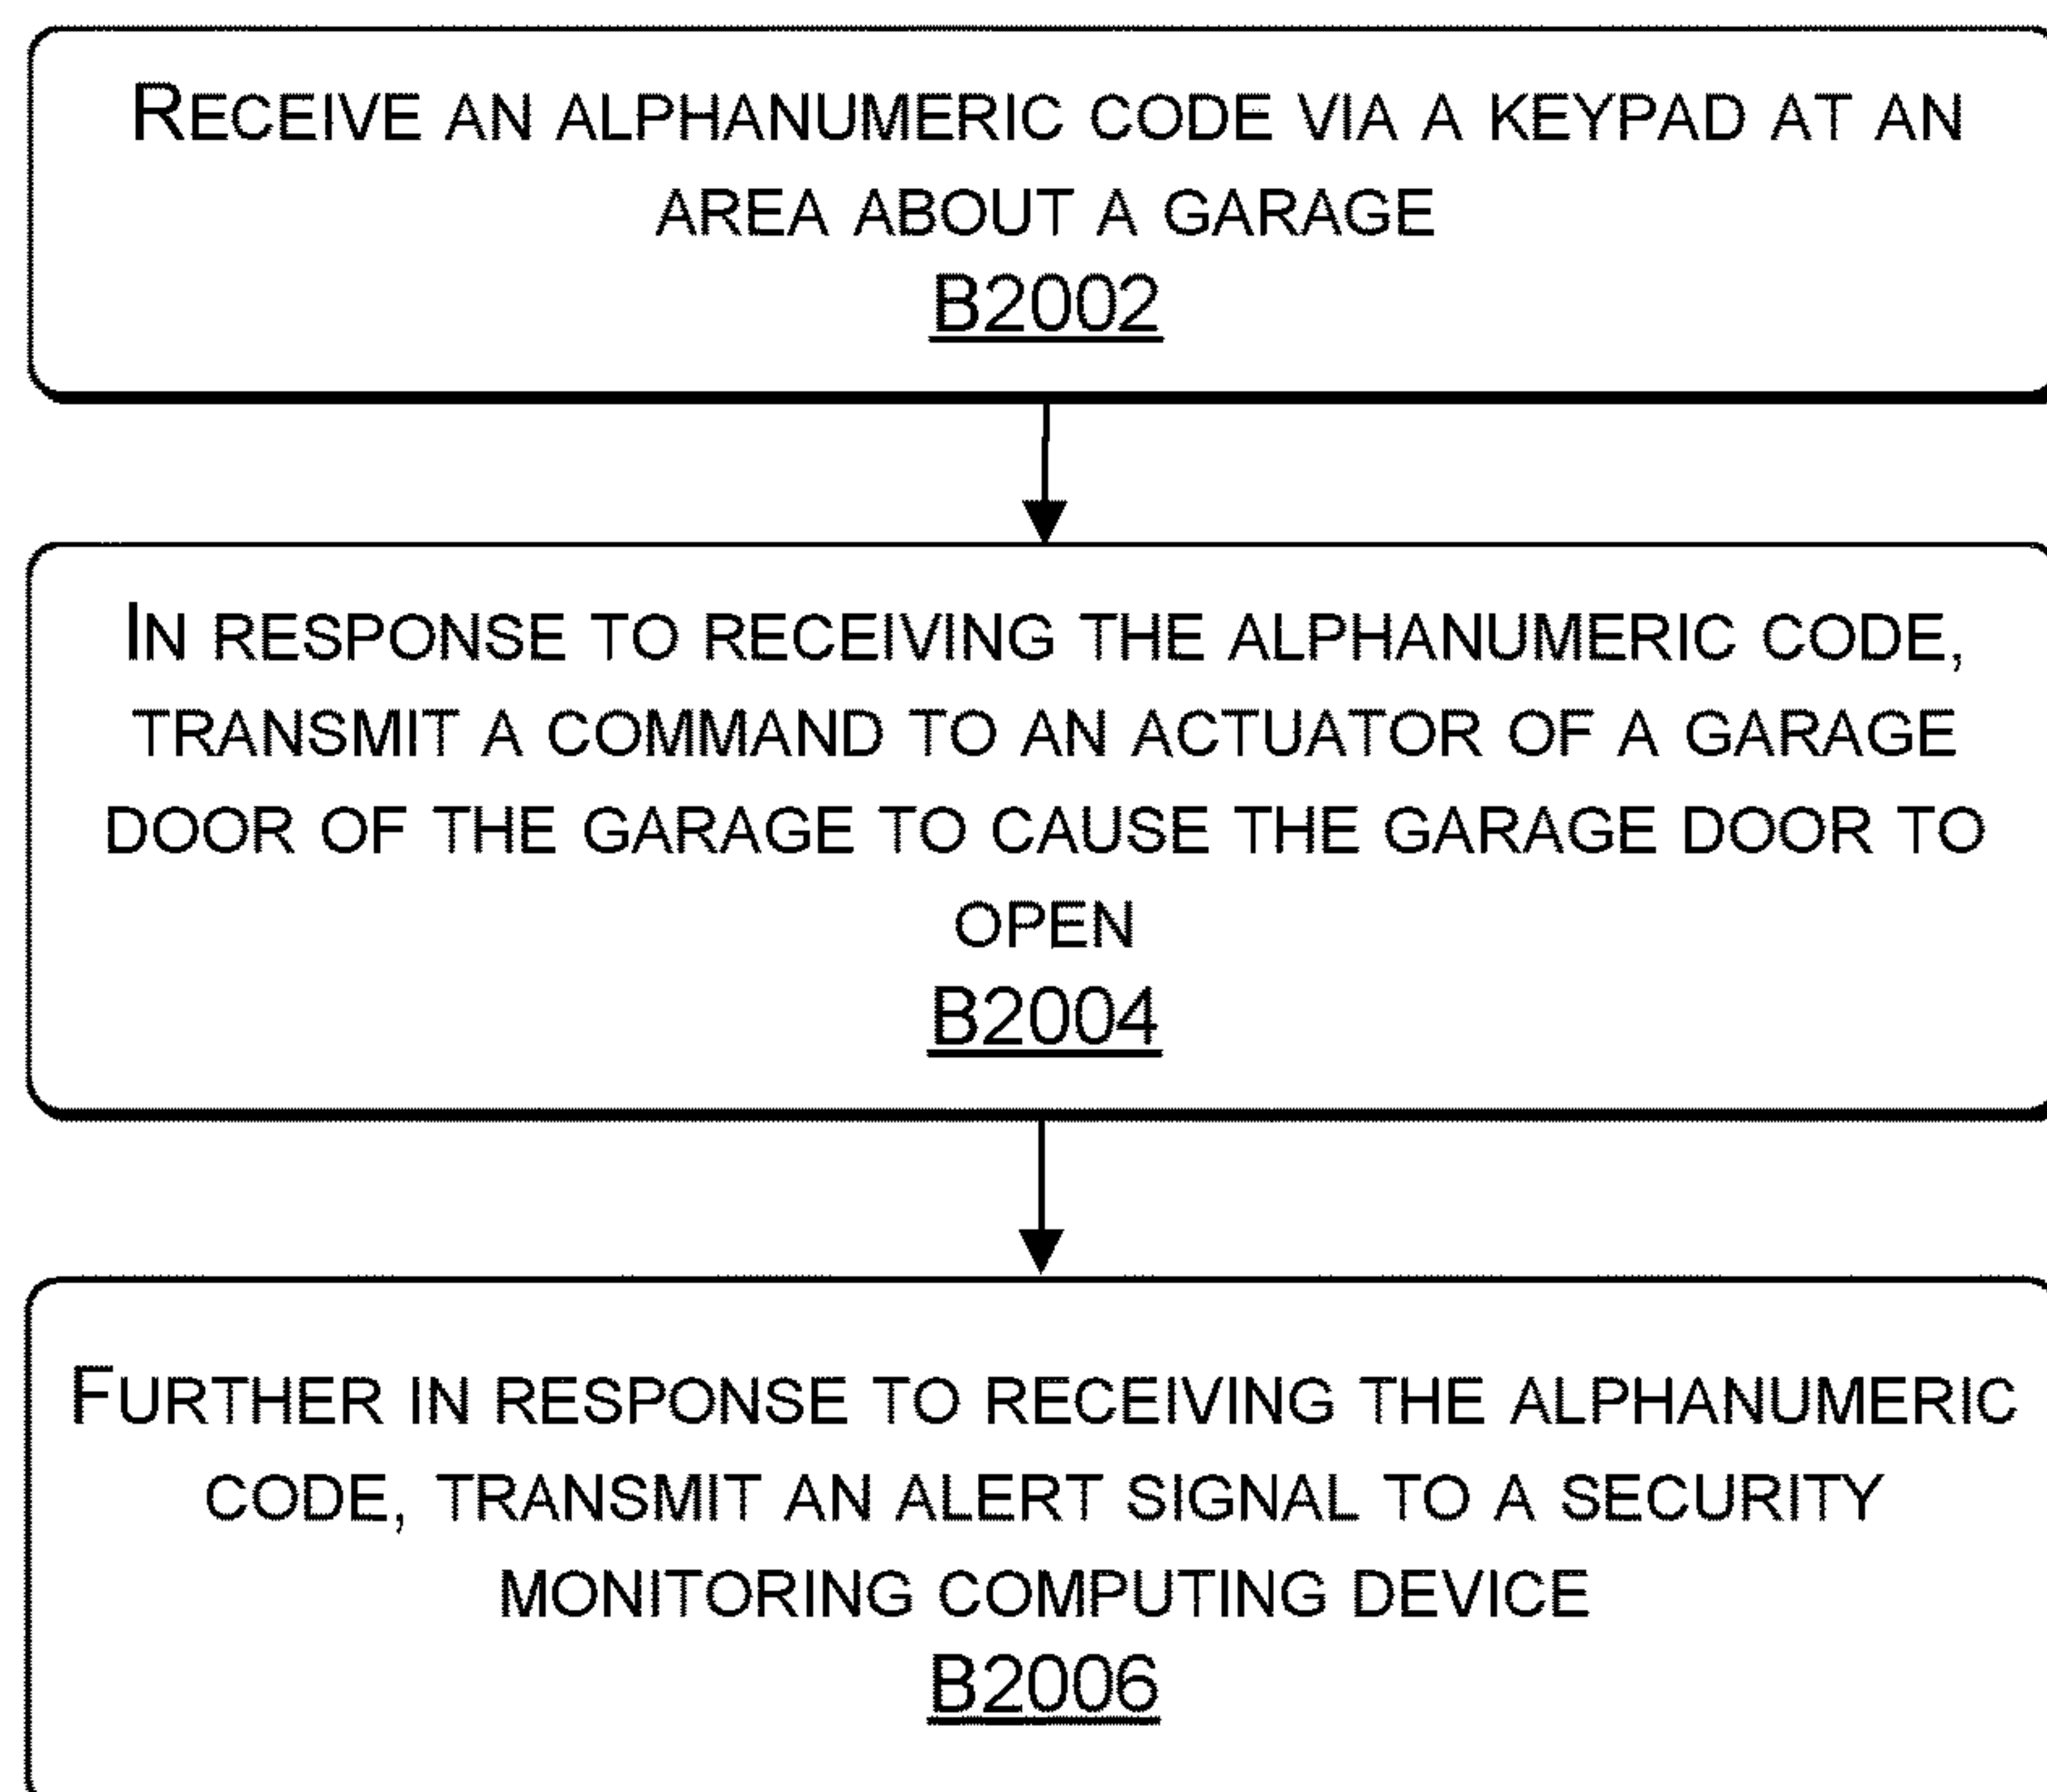 RECEIVE AN ALPHANUMERIC CODE VIA A KEYPAD AT AN
AREA ABOUT A GARAGE
B2002
IN RESPONSE TO RECEIVING THE ALPHANUMERIC CODE,
TRANSMIT A COMMAND TO AN ACTUATOR OF A GARAGE
DOOR OF THE GARAGE TO CAUSE THE GARAGE DOOR TO
OPEN
B2004
FURTHER IN RESPONSE TO RECEIVING THE ALPHANUMERIC
CODE, TRANSMIT AN ALERT SIGNAL TO A SECURITY
MONITORING COMPUTING DEVICE
B2006